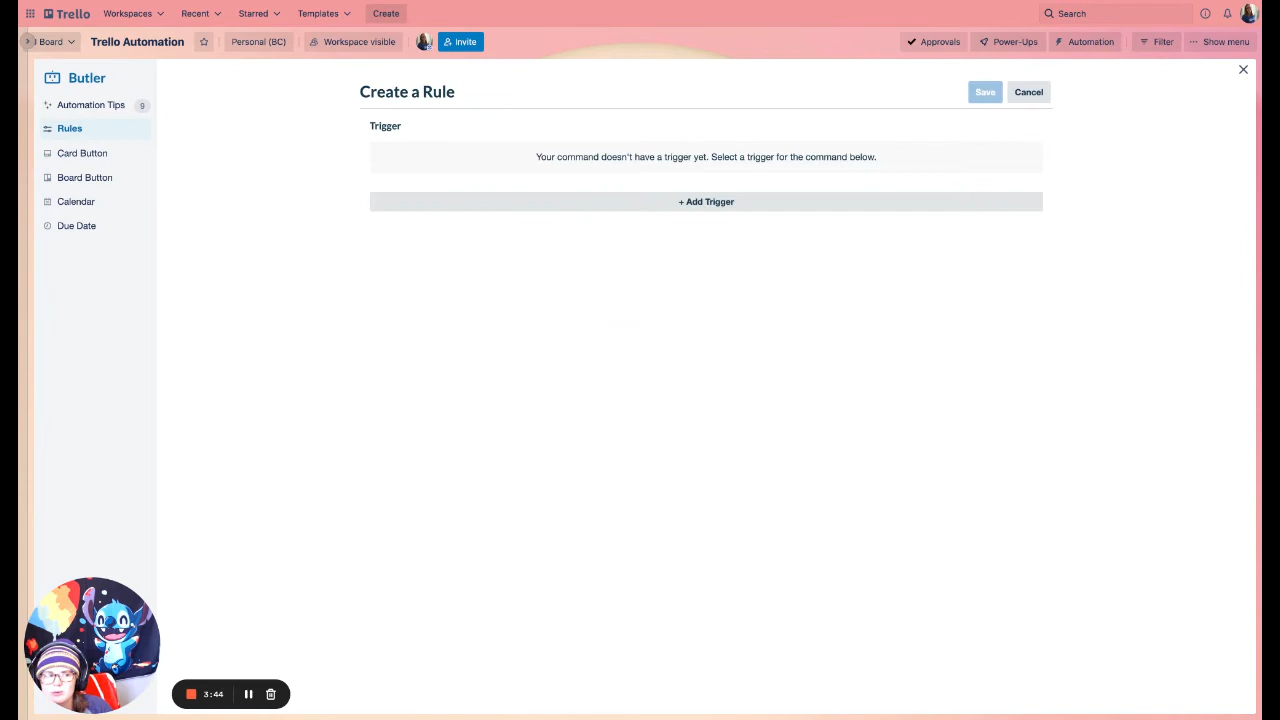 Trello Workspaces Recent Starred Templates Create Search
Board Trello Automation Personal (BC) Workspace visible Invite Approvals Power-Ups Automation Filter Show menu
Butler
Automation Tips 9
Rules
Card Button
Board Button
Calendar
Due Date
Create a Rule Save Cancel
Trigger
Your command doesn't have a trigger yet. Select a trigger for the command below.
+ Add Trigger
3:44